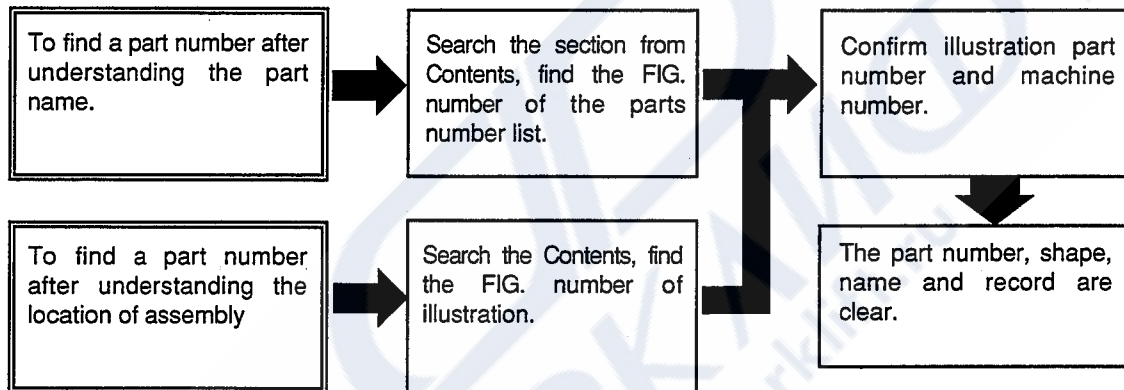 To find a part number after
understanding the part
name.
Search the section from
Contents, find the FIG.
number of the parts
number list.
Confirm illustration part
number and machine
number.
To find a part number
after understanding the
location of assembly
Search the Contents, find
the FIG. number of
illustration.
The part number, shape,
name and record are
clear.